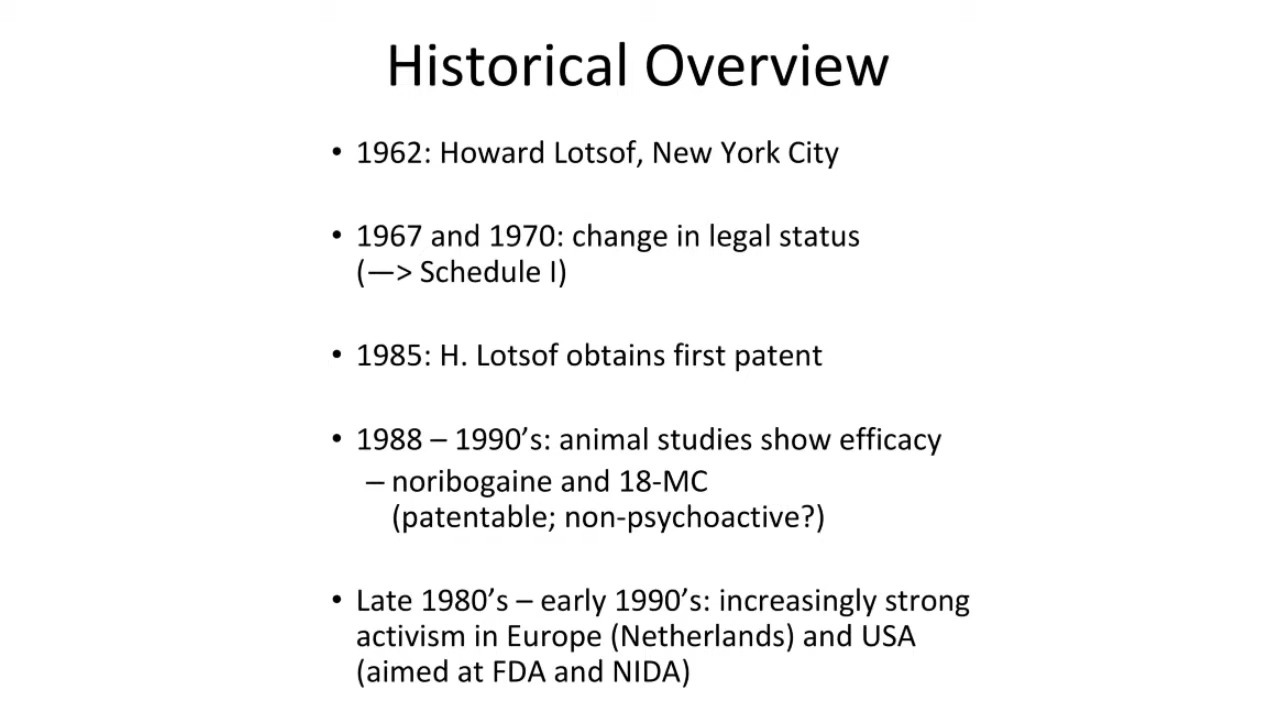 Historical Overview
• 1962: Howard Lotsof, New York City
• 1967 and 1970: change in legal status
(—> Schedule I)
• 1985: H. Lotsof obtains first patent
• 1988 – 1990’s: animal studies show efficacy
– noribogaine and 18-MC
(patentable; non-psychoactive?)
• Late 1980’s – early 1990’s: increasingly strong
activism in Europe (Netherlands) and USA
(aimed at FDA and NIDA)